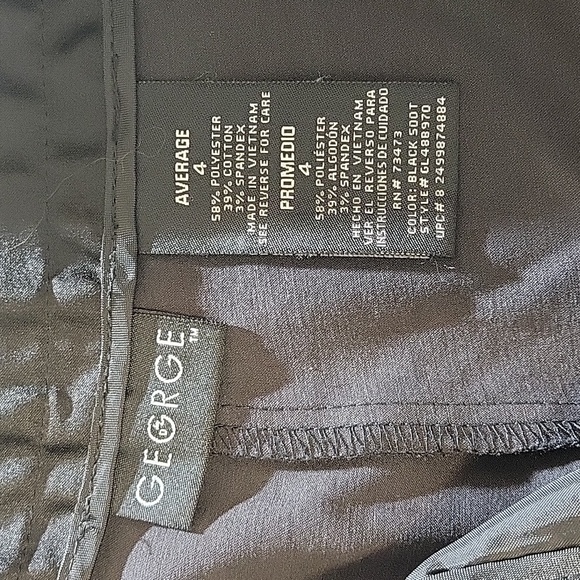 AVERAGE
4
58% POLYESTER
39% COTTON
3% SPANDEX
MADE IN VIETNAM
SEE REVERSE FOR CARE
PROMEDIO
4
58% POLIESTER
39% ALGODÓN
3% SPANDEX
HECHO EN VIETNAM
VER EL REVERSO PARA
INSTRUCCIONES DE CUIDADO
RN# 73473
COLOR: BLACK SOOT
STYLE# GL488970
UPC# 8 2499874884
GEORGE™